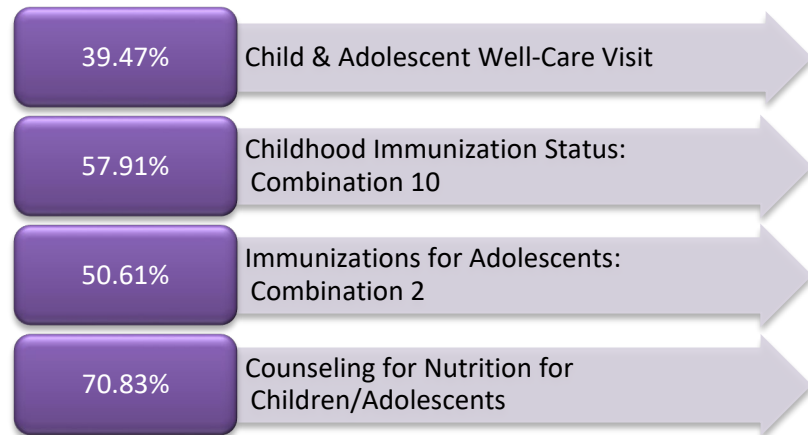 39.47%
Child & Adolescent Well-Care Visit
57.91%
Childhood Immunization Status:
Combination 10
50.61%
Immunizations for Adolescents:
Combination 2
70.83%
Counseling for Nutrition for
Children/Adolescents